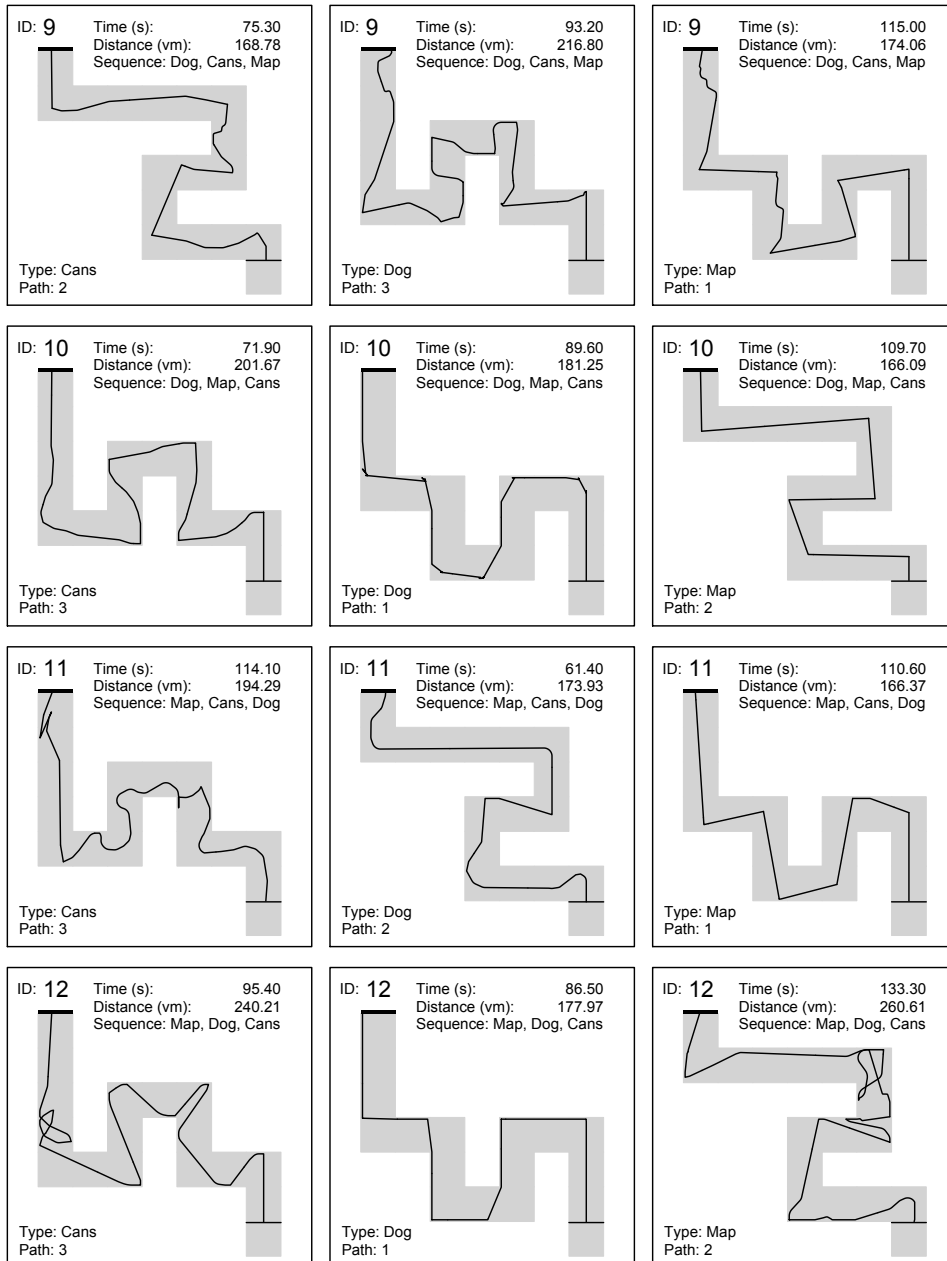 ID: 9 Time (s): 75.30
Distance (vm): 168.78
Sequence: Dog, Cans, Map
Type: Cans
Path: 2
ID: 9 Time (s): 93.20
Distance (vm): 216.80
Sequence: Dog, Cans, Map
Type: Dog
Path: 3
ID: 9 Time (s): 115.00
Distance (vm): 174.06
Sequence: Dog, Cans, Map
Type: Map
Path: 1
ID: 10 Time (s): 71.90
Distance (vm): 201.67
Sequence: Dog, Map, Cans
Type: Cans
Path: 3
ID: 10 Time (s): 89.60
Distance (vm): 181.25
Sequence: Dog, Map, Cans
Type: Dog
Path: 1
ID: 10 Time (s): 109.70
Distance (vm): 166.09
Sequence: Dog, Map, Cans
Type: Map
Path: 2
ID: 11 Time (s): 114.10
Distance (vm): 194.29
Sequence: Map, Cans, Dog
Type: Cans
Path: 3
ID: 11 Time (s): 61.40
Distance (vm): 173.93
Sequence: Map, Cans, Dog
Type: Dog
Path: 2
ID: 11 Time (s): 110.60
Distance (vm): 166.37
Sequence: Map, Cans, Dog
Type: Map
Path: 1
ID: 12 Time (s): 95.40
Distance (vm): 240.21
Sequence: Map, Dog, Cans
Type: Cans
Path: 3
ID: 12 Time (s): 86.50
Distance (vm): 177.97
Sequence: Map, Dog, Cans
Type: Dog
Path: 1
ID: 12 Time (s): 133.30
Distance (vm): 260.61
Sequence: Map, Dog, Cans
Type: Map
Path: 2